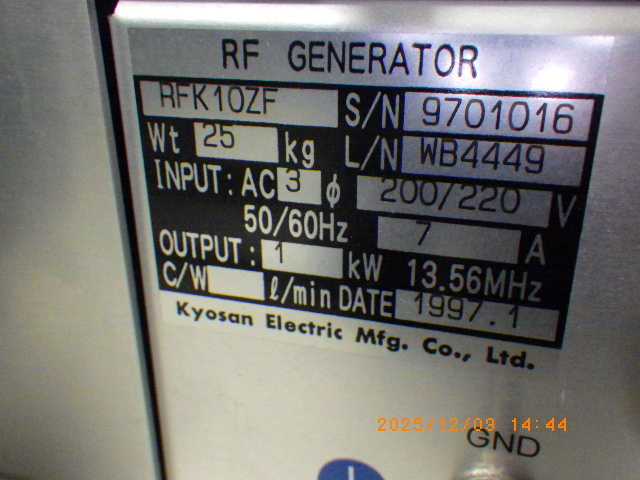 RF GENERATOR
RFK10ZF S/N 9701016
Wt 25 kg L/N WB4449
INPUT: AC 3 ϕ 200/220 V
50/60Hz 7 A
OUTPUT: 1 kW 13.56MHz
C/W ℓ/min DATE 1997.1
Kyosan Electric Mfg. Co., Ltd.
2025/12/09 14:44
GND